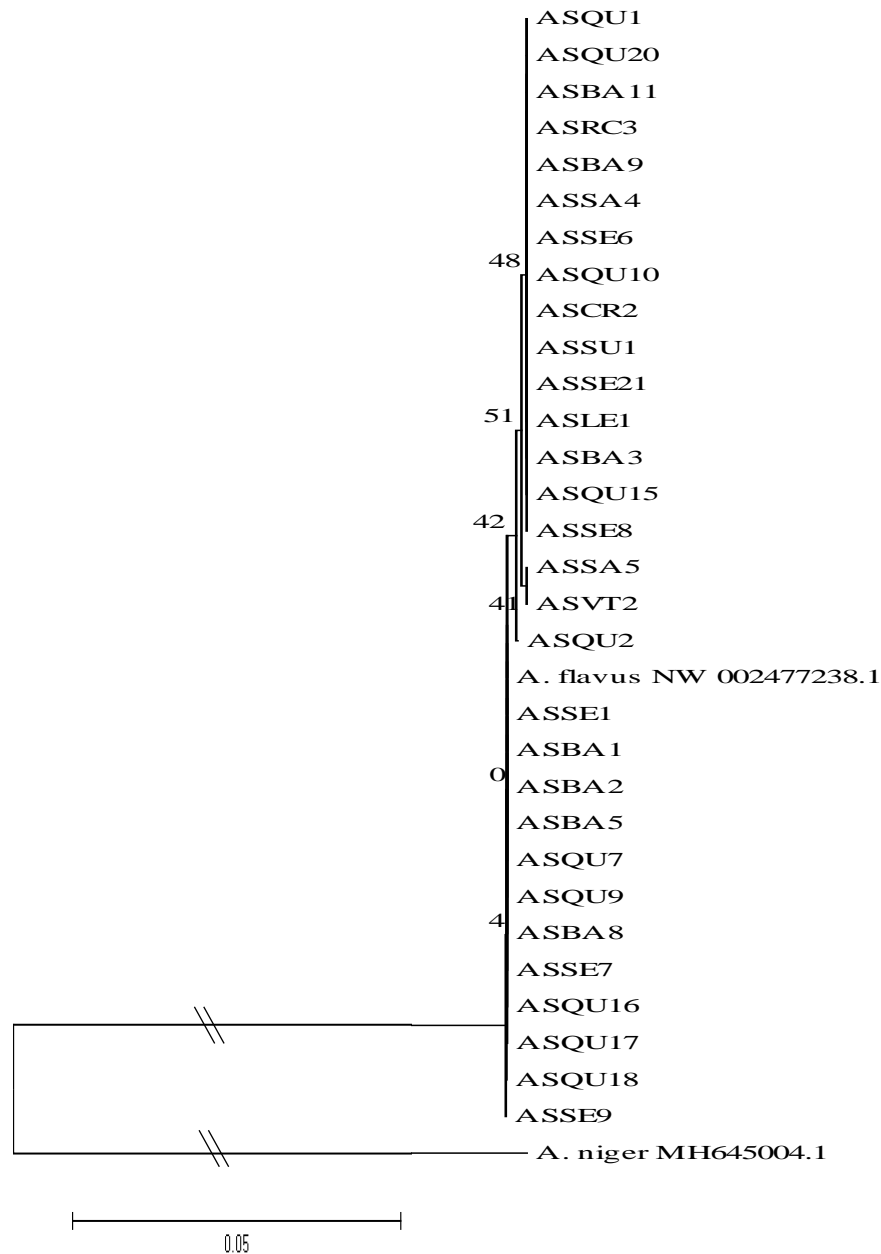 ASQU1
ASQU20
ASBA11
ASRC3
ASBA9
ASSA4
ASSE6
48
ASQU10
ASCR2
ASSU1
ASSE21
51
ASLE1
ASBA3
ASQU15
42
ASSE8
ASSA5
41
ASVT2
ASQU2
A. flavus NW 002477238.1
ASSE1
ASBA1
0
ASBA2
ASBA5
ASQU7
ASQU9
4
ASBA8
ASSE7
ASQU16
ASQU17
ASQU18
ASSE9
A. niger MH645004.1
0.05